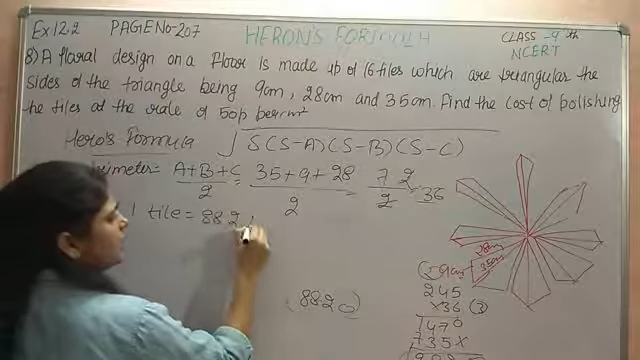 Ex 12.2 PAGE No-207 HERON'S FORMULA CLASS-9th
NCERT
8) A floral design on a floor is made up of 16 tiles which are triangular the
sides of the triangle being 9cm, 28cm and 35cm. Find the cost of polishing
the tiles at the rate of 50p per cm²
Hero's Formula √S(S-A)(S-B)(S-C)
rimeter = A+B+C/2 = 35+9+28/2 = 72/2 = 36
1 tile = 88.2
(88.20)
28cm
9cm
35cm
245
×36 (3)
1470
735×